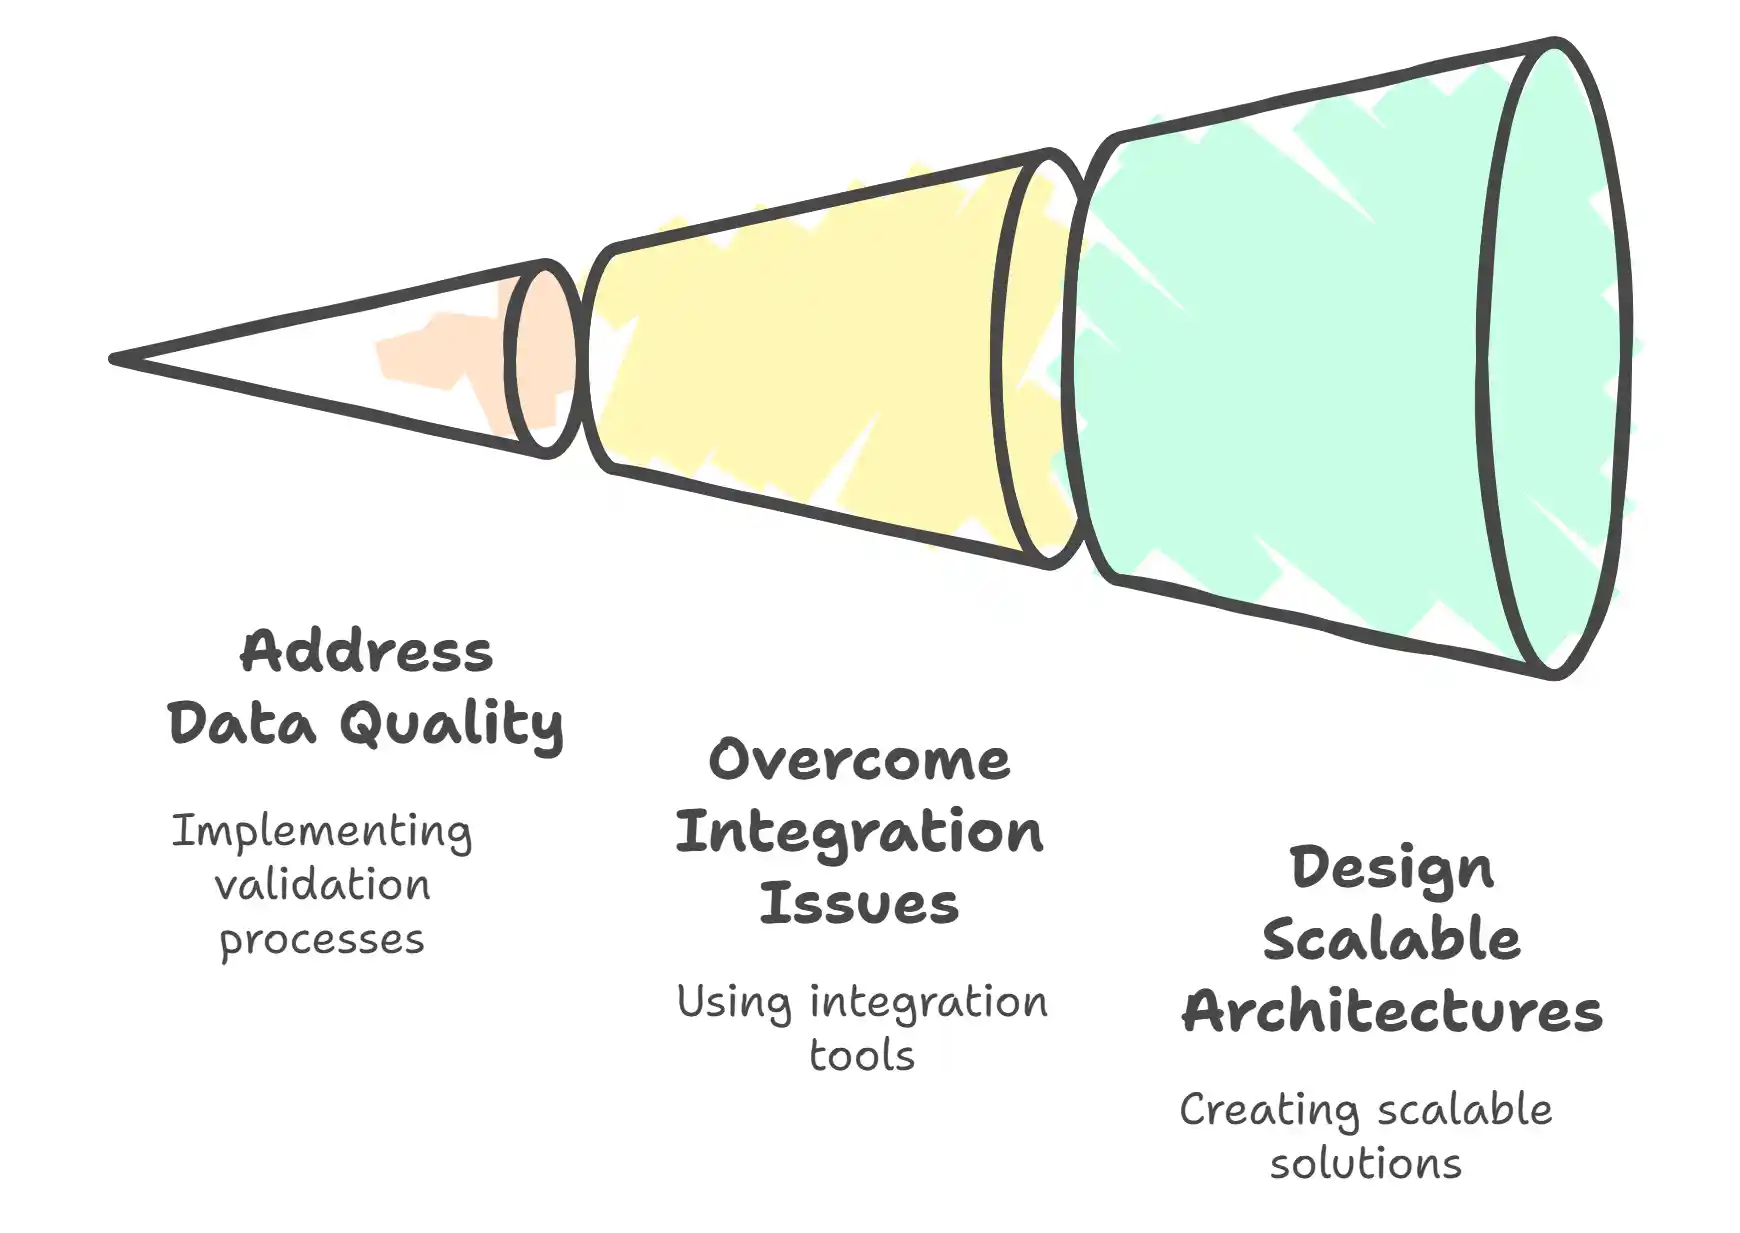 Address
Data Quality
Implementing
validation
processes
Overcome
Integration
Issues
Using integration
tools
Design
Scalable
Architectures
Creating scalable
solutions